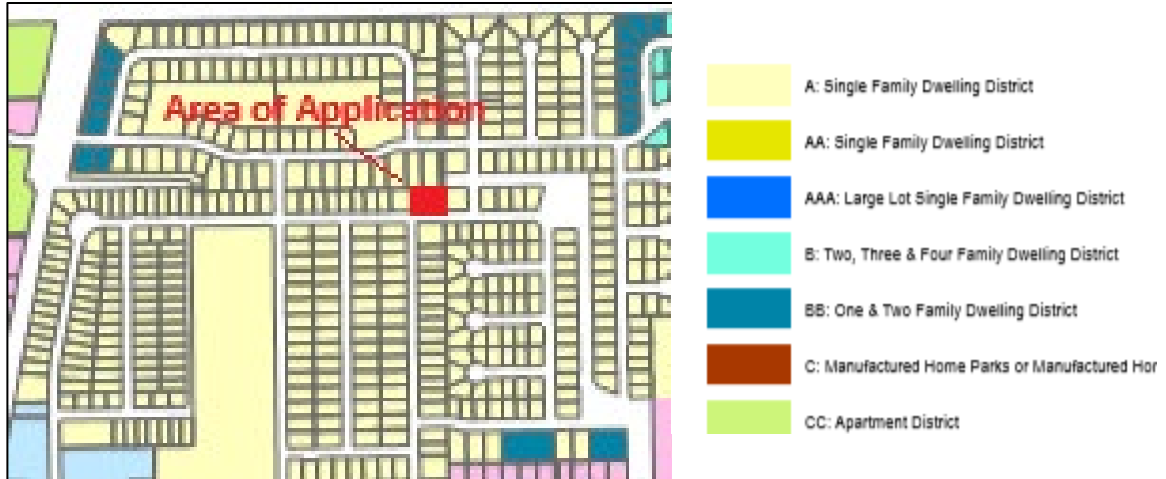 Area of Application
A: Single Family Dwelling District
AA: Single Family Dwelling District
AAA: Large Lot Single Family Dwelling District
B: Two, Three & Four Family Dwelling District
BB: One & Two Family Dwelling District
C: Manufactured Home Parks or Manufactured Hor
CC: Apartment District